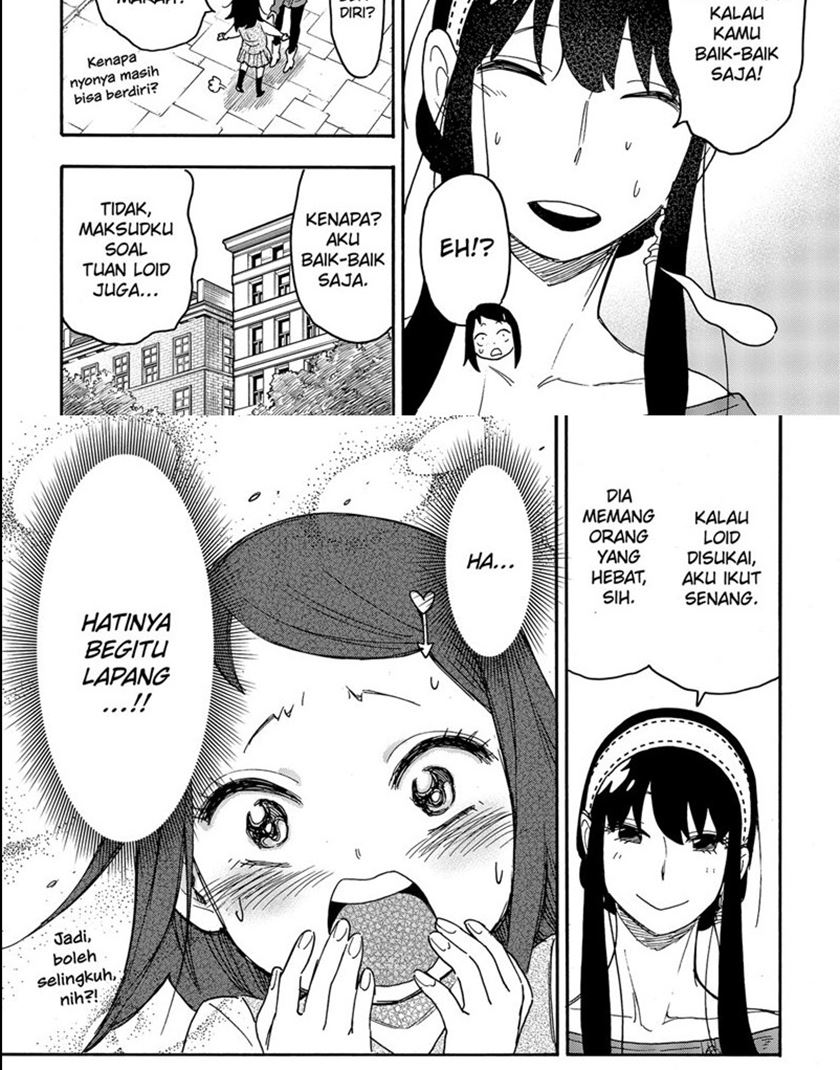 KALAU
KAMU
BAIK-BAIK
SAJA!
DIRI?
Kenapa
nyonya masih
bisa berdiri?
EH!?
KENAPA?
AKU
BAIK-BAIK
SAJA.
TIDAK,
MAKSUDKU
SOAL
TUAN LOID
JUGA...
KALAU
LOID
DISUKAI,
AKU IKUT
SENANG.
DIA
MEMANG
ORANG
YANG
HEBAT,
SIH.
HA...
HATINYA
BEGITU
LAPANG
...!!
Jadi,
boleh
selingkuh,
nih?!